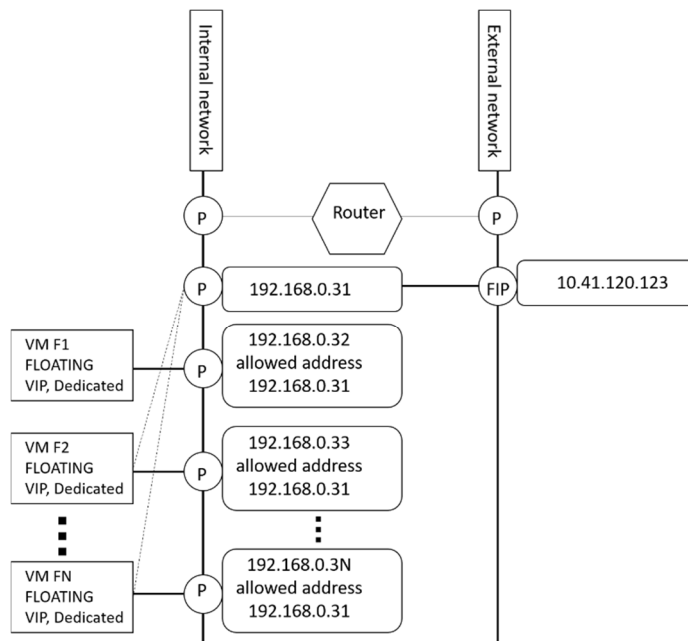 Internal network
External network
P
Router
P
P
192.168.0.31
FIP
10.41.120.123
VM F1
FLOATING
VIP, Dedicated
P
192.168.0.32
allowed address
192.168.0.31
VM F2
FLOATING
VIP, Dedicated
P
192.168.0.33
allowed address
192.168.0.31
VM FN
FLOATING
VIP, Dedicated
P
192.168.0.3N
allowed address
192.168.0.31